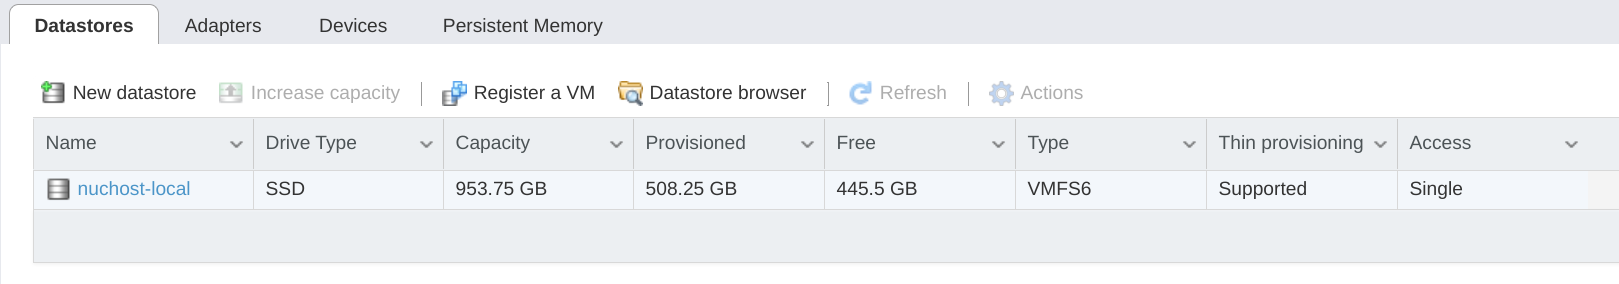 Datastores Adapters Devices Persistent Memory
New datastore Increase capacity Register a VM Datastore browser Refresh Actions
Name Drive Type Capacity Provisioned Free Type Thin provisioning Access
nuchost-local SSD 953.75 GB 508.25 GB 445.5 GB VMFS6 Supported Single